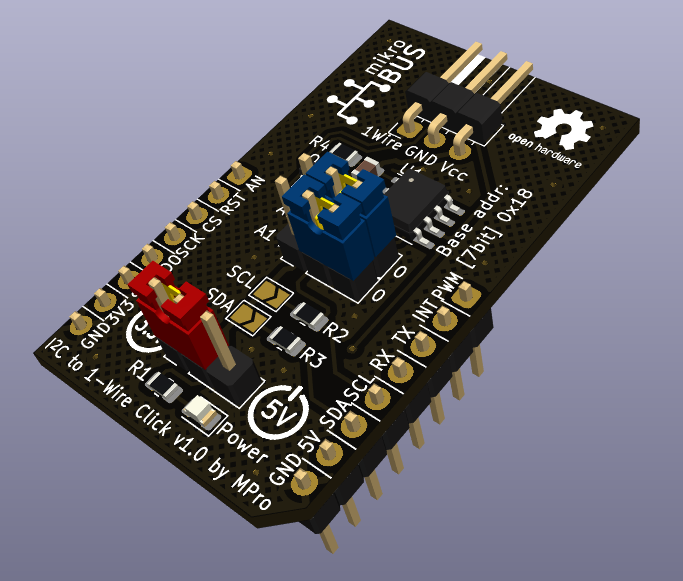 mikro
BUS
open hardware
1Wire GND Vcc
R4
A1
Base addr:
[7bit] 0x18
0
0
AN
RST
CS
SCK
3V3
GND
PWM
INT
TX
RX
SCL
SDA
5V
GND
SCL
SDA
R2
R3
R1
5V
Power
I2C to 1-Wire Click v1.0 by MPro